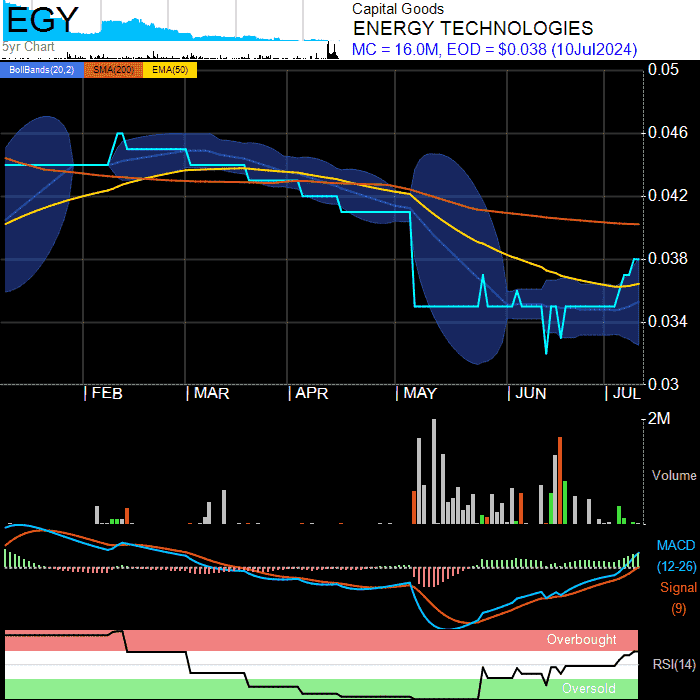 EGY
Capital Goods
ENERGY TECHNOLOGIES
5yr Chart
MC = 16.0M, EOD = $0.038 (10Jul2024)
BollBands(20,2) SMA(200) EMA(50)
0.05
0.046
0.042
0.038
0.034
0.03
FEB MAR APR MAY JUN JUL
2M
Volume
MACD
(12-26)
Signal
(9)
Overbought
RSI(14)
Oversold